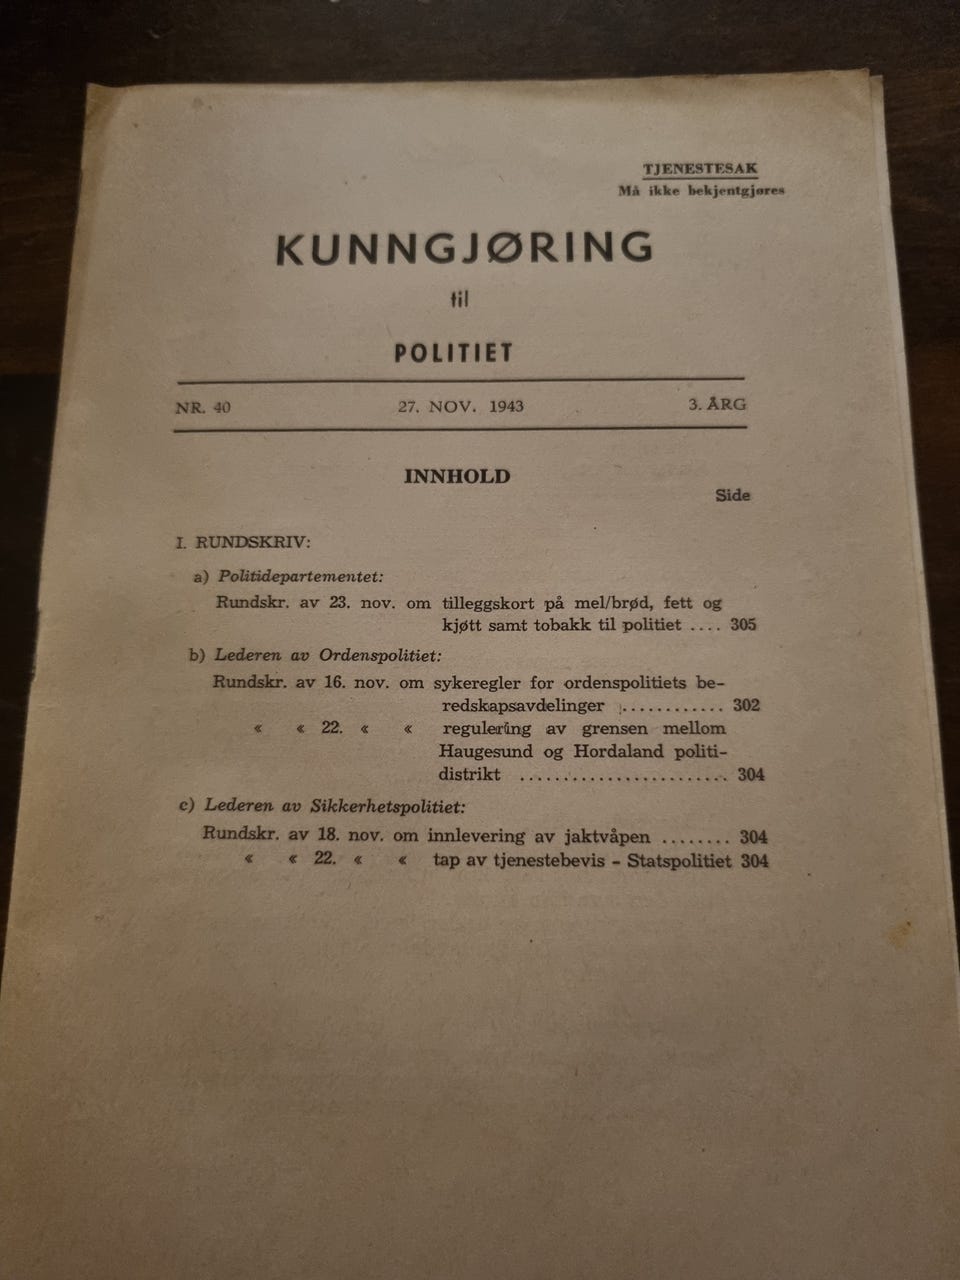 TJENESTESAK
Må ikke bekjentgjøres
KUNNGJØRING
til
POLITIET
NR. 40 27. NOV. 1943 3. ÅRG
INNHOLD
Side
I. RUNDSKRIV:
a) Politidepartementet:
Rundskr. av 23. nov. om tilleggskort på mel/brød, fett og
kjøtt samt tobakk til politiet .... 305
b) Lederen av Ordenspolitiet:
Rundskr. av 16. nov. om sykeregler for ordenspolitiets be-
redskapsavdelinger ............ 302
« « 22. « « regulering av grensen mellom
Haugesund og Hordaland politi-
distrikt ........................ 304
c) Lederen av Sikkerhetspolitiet:
Rundskr. av 18. nov. om innlevering av jaktvåpen ........ 304
« « 22. « « tap av tjenestebevis - Statspolitiet 304